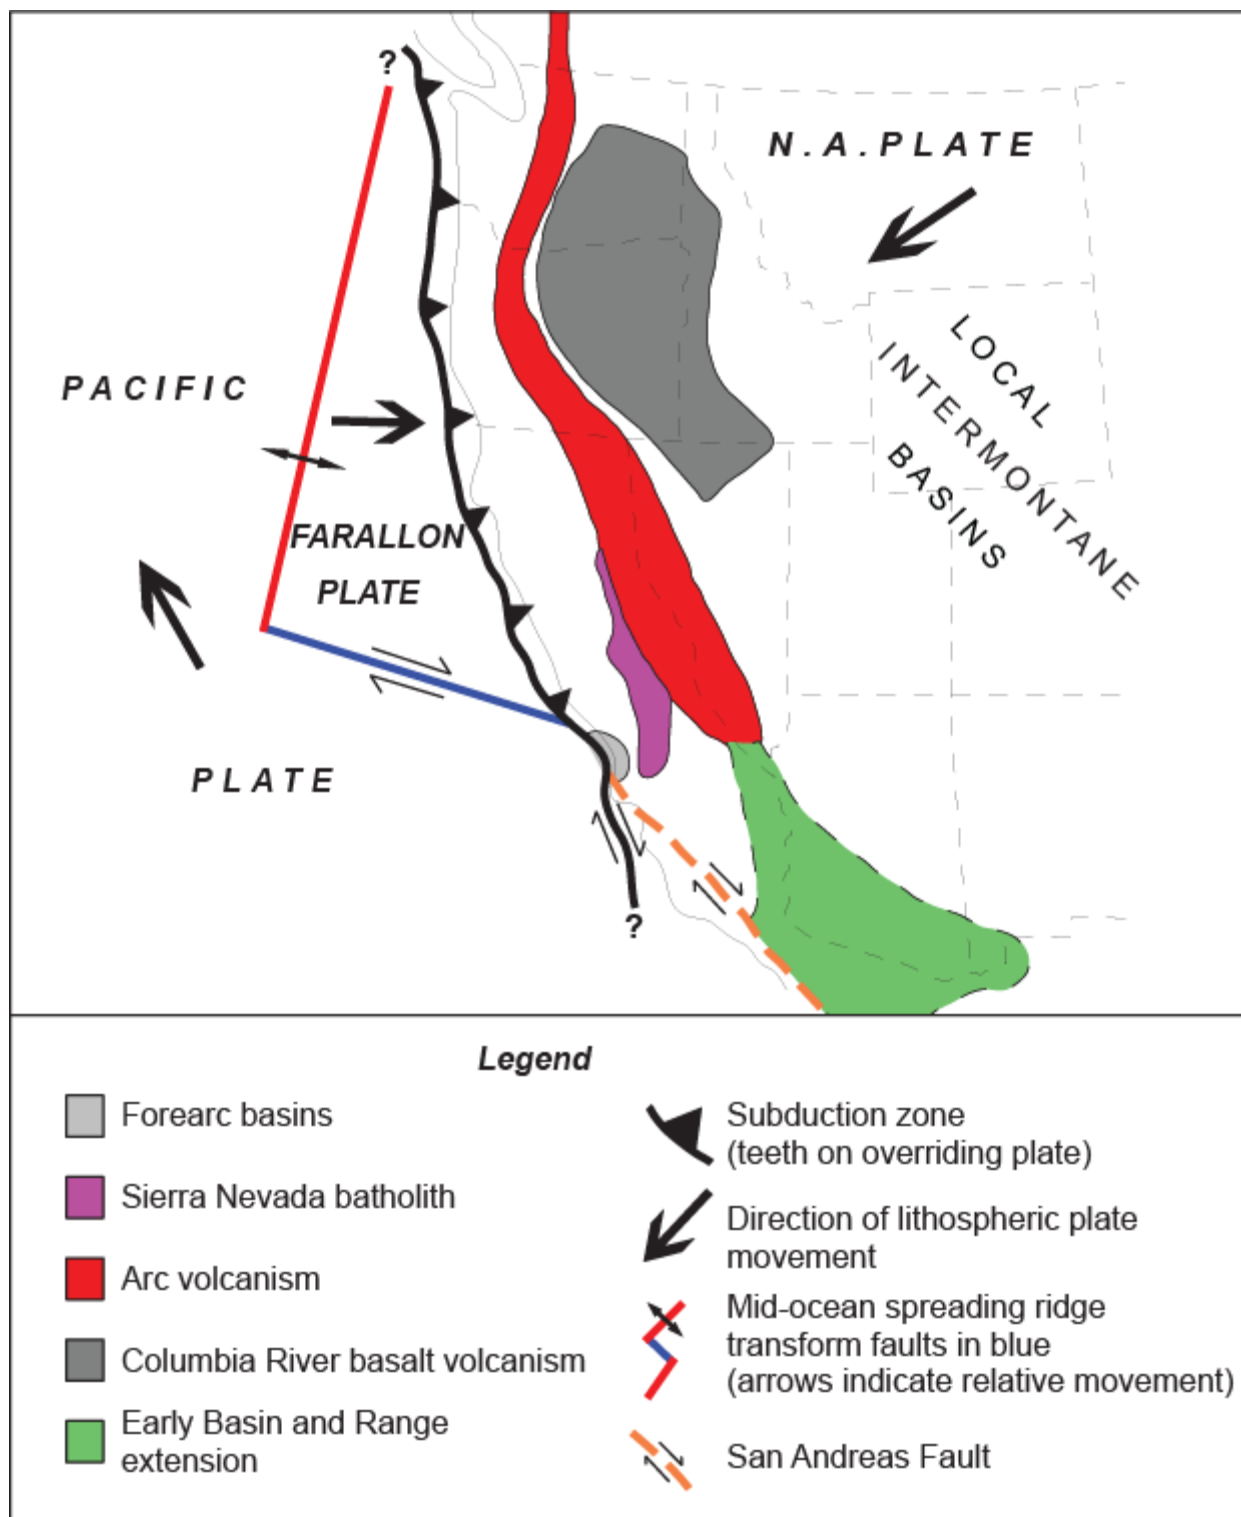 ?
N.A.PLATE
PACIFIC
LOCAL
INTERMONTANE
BASINS
FARALLON
PLATE
PLATE
?
Legend
Forearc basins
Sierra Nevada batholith
Arc volcanism
Columbia River basalt volcanism
Early Basin and Range
extension
Subduction zone
(teeth on overriding plate)
Direction of lithospheric plate
movement
Mid-ocean spreading ridge
transform faults in blue
(arrows indicate relative movement)
San Andreas Fault